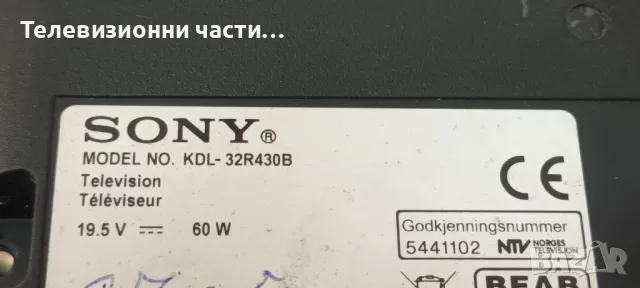 Телевизионни части…
SONY®
MODEL NO. KDL- 32R430B
Television
Téléviseur
19.5 V ⎓ 60 W
Godkjenningsnummer
5441102 NTV NORGES TELEVISJON
CE
BEAB
BAZAR